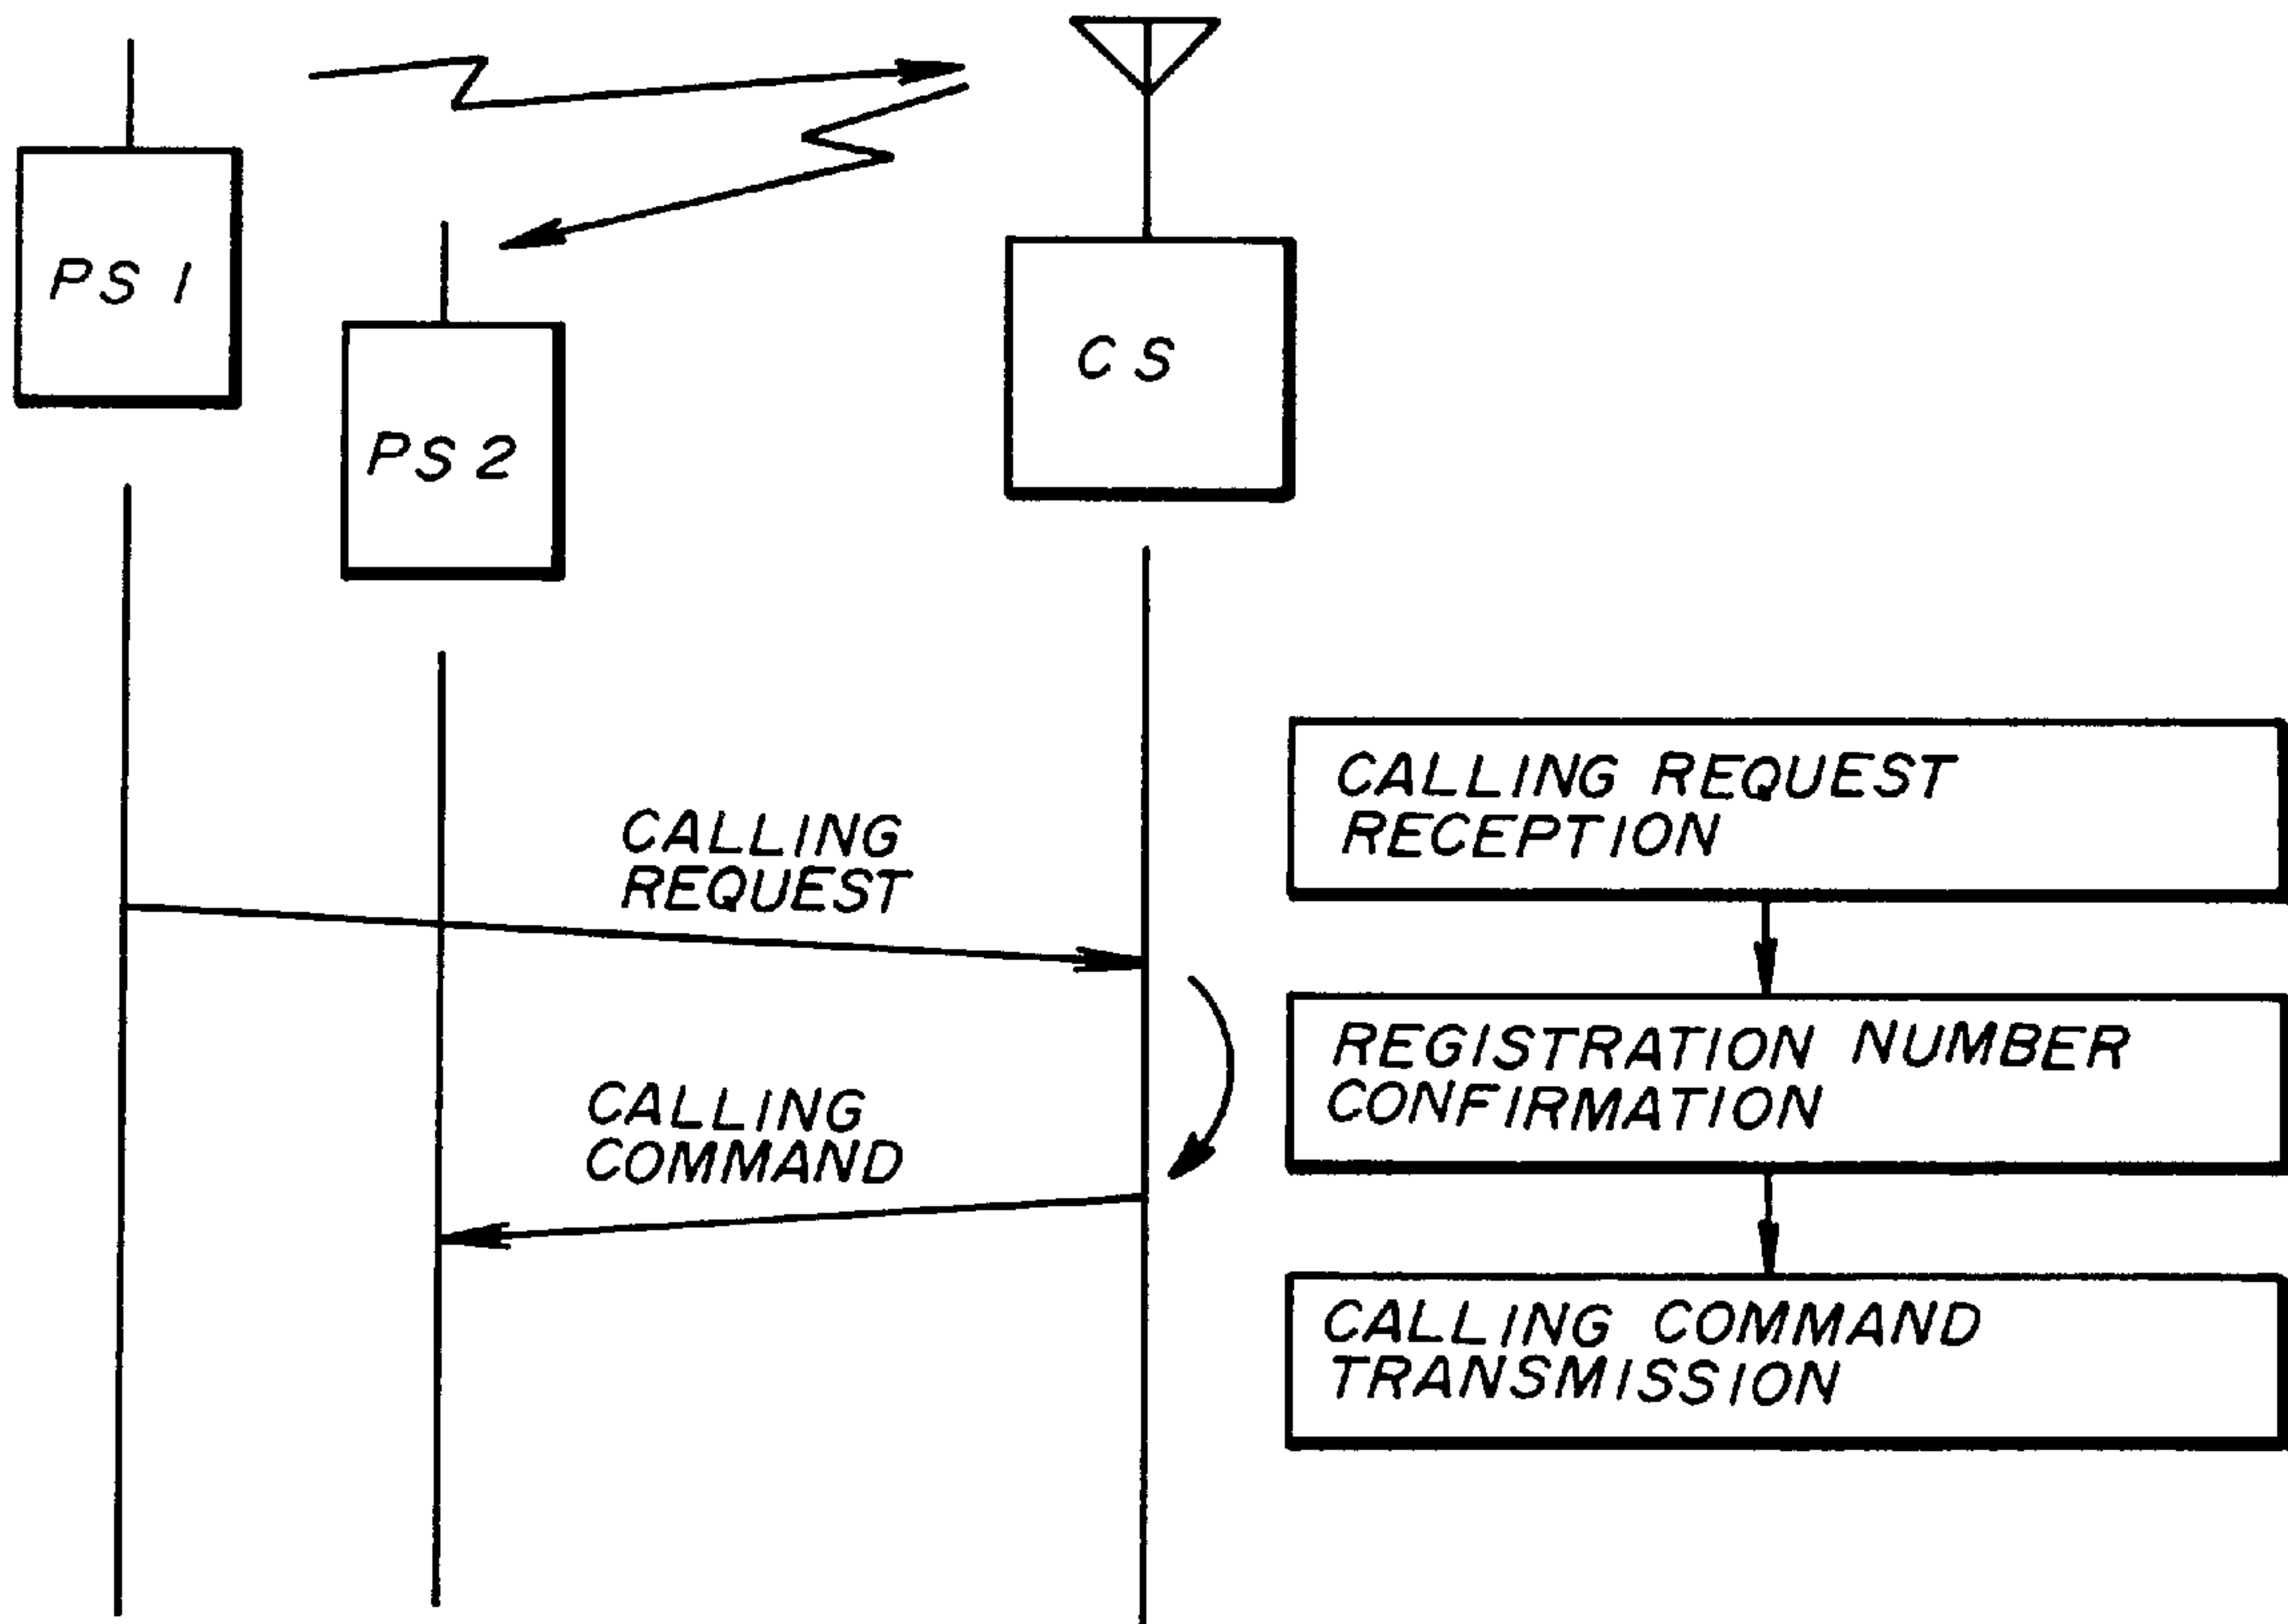 PS 1
PS 2
CS
CALLING
REQUEST
CALLING
COMMAND
CALLING REQUEST
RECEPTION
REGISTRATION NUMBER
CONFIRMATION
CALLING COMMAND
TRANSMISSION